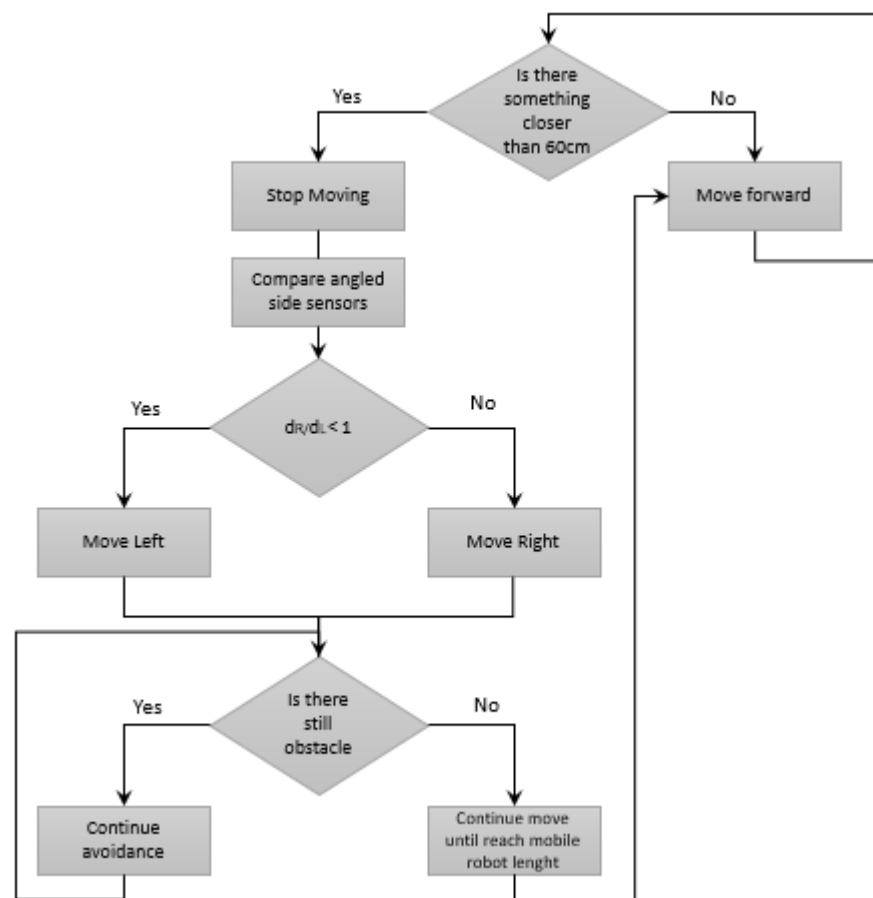 Is there
something
closer
than 60cm
Yes
No
Stop Moving
Move forward
Compare angled
side sensors
Yes
No
dR/dL< 1
Move Left
Move Right
Is there
still
obstacle
Yes
No
Continue
avoidance
Continue move
until reach mobile
robot lenght